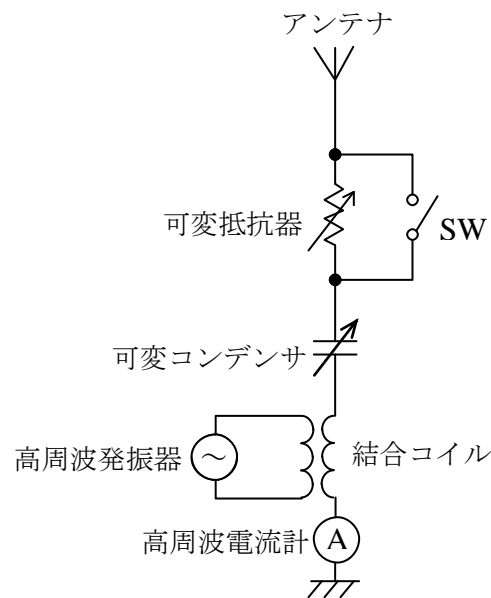 アンテナ
可変抵抗器
SW
可変コンデンサ
高周波発振器
～
結合コイル
高周波電流計
A